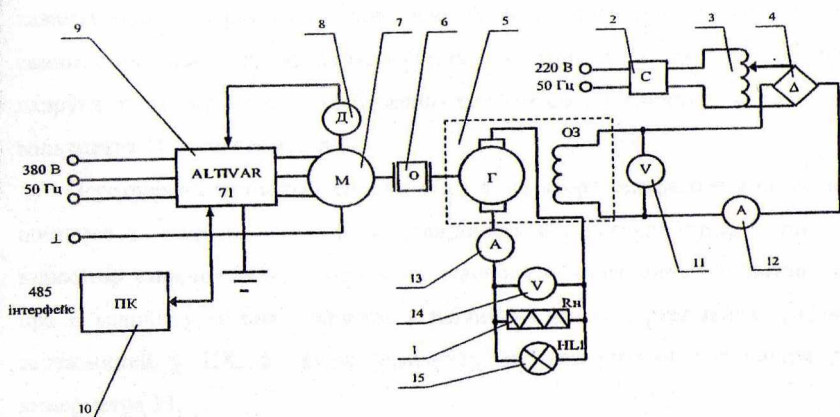 9
8
7
6
5
2
3
4
220 В
50 Гц
С
Δ
Д
ОЗ
380 В
50 Гц
ALTIVAR
71
М
О
Г
V
А
11
12
⊥
А
13
485
інтерфейс
ПК
V
14
Rн
1
HL1
15
10